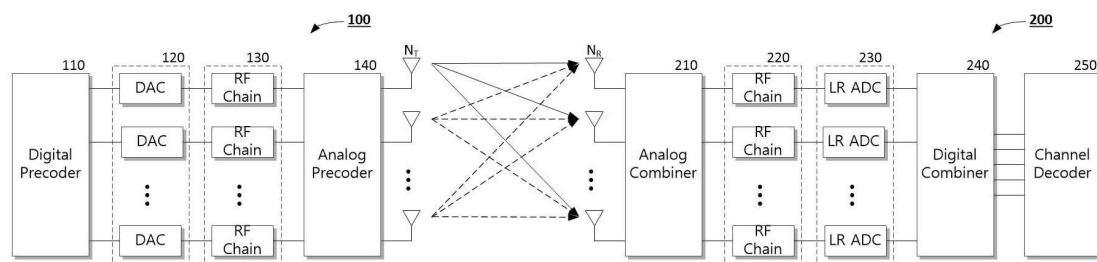 100
200
110
120
130
140
N_T
N_R
210
220
230
240
250
DAC
RF
Chain
RF
Chain
LR ADC
DAC
RF
Chain
RF
Chain
LR ADC
Digital
Precoder
Analog
Precoder
Analog
Combiner
Digital
Combiner
Channel
Decoder
DAC
RF
Chain
RF
Chain
LR ADC